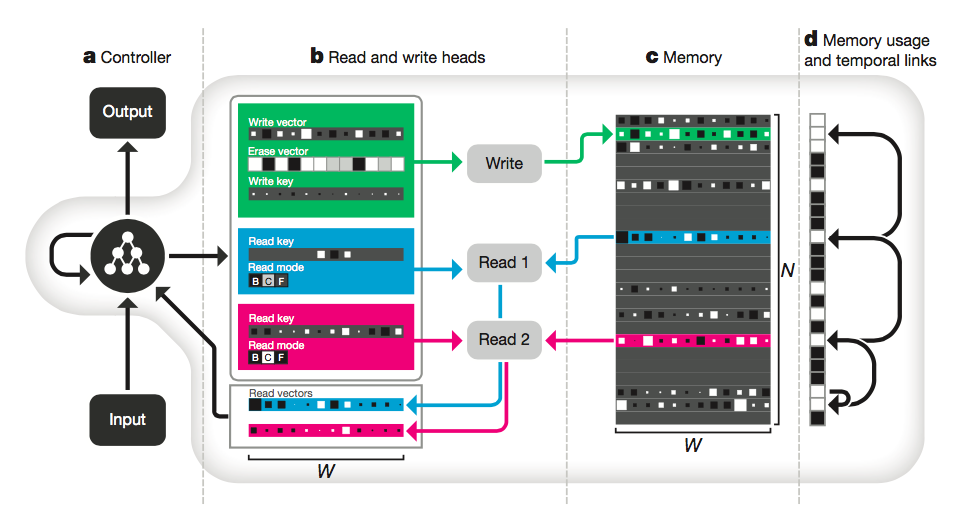 a Controller
b Read and write heads
c Memory
d Memory usage
and temporal links
Output
Input
Write vector
Erase vector
Write key
Read key
Read mode
B C F
Read key
Read mode
B C F
Read vectors
W
Write
Read 1
Read 2
N
W